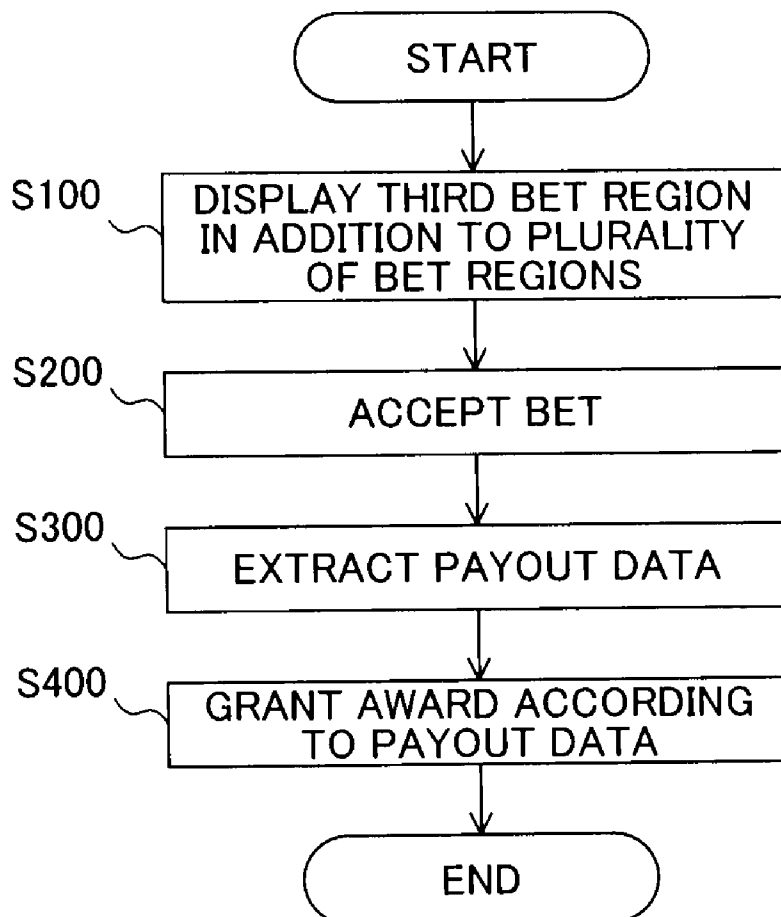 START
S100
DISPLAY THIRD BET REGION
IN ADDITION TO PLURALITY
OF BET REGIONS
S200
ACCEPT BET
S300
EXTRACT PAYOUT DATA
S400
GRANT AWARD ACCORDING
TO PAYOUT DATA
END